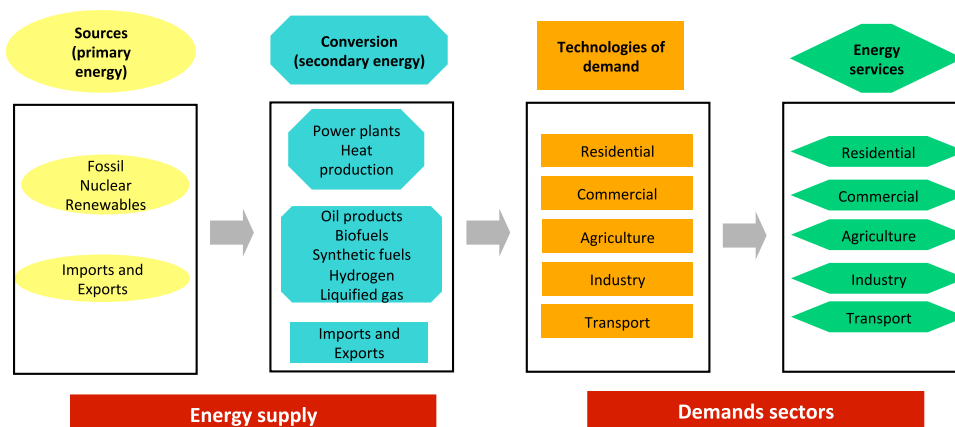 Sources
(primary
energy)
Conversion
(secondary energy)
Technologies of
demand
Energy
services
Fossil
Nuclear
Renewables
Imports and
Exports
Power plants
Heat
production
Oil products
Biofuels
Synthetic fuels
Hydrogen
Liquified gas
Imports and
Exports
Residential
Commercial
Agriculture
Industry
Transport
Residential
Commercial
Agriculture
Industry
Transport
Energy supply
Demands sectors